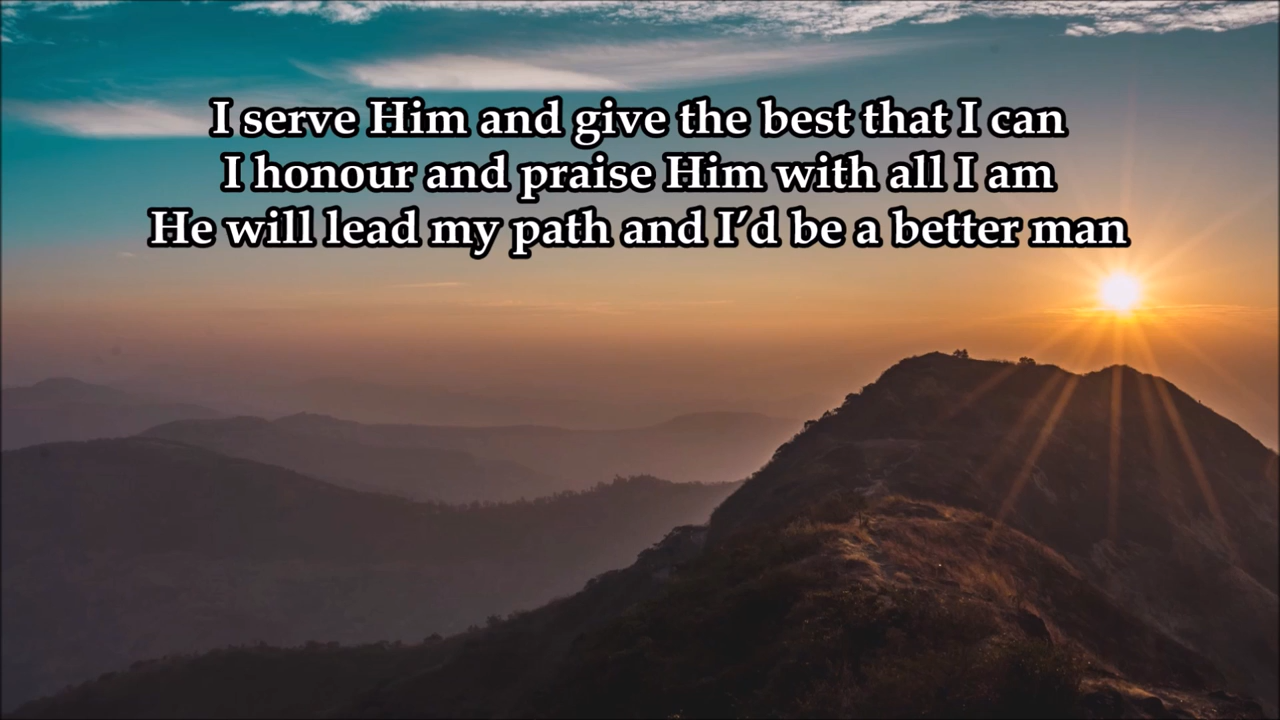 I serve Him and give the best that I can
I honour and praise Him with all I am
He will lead my path and I’d be a better man